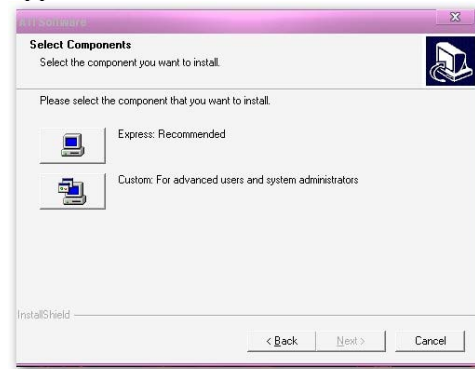 ATI Software
Select Components
Select the component you want to install.
Please select the component that you want to install.
Express: Recommended
Custom: For advanced users and system administrators
InstallShield
< Back
Next >
Cancel